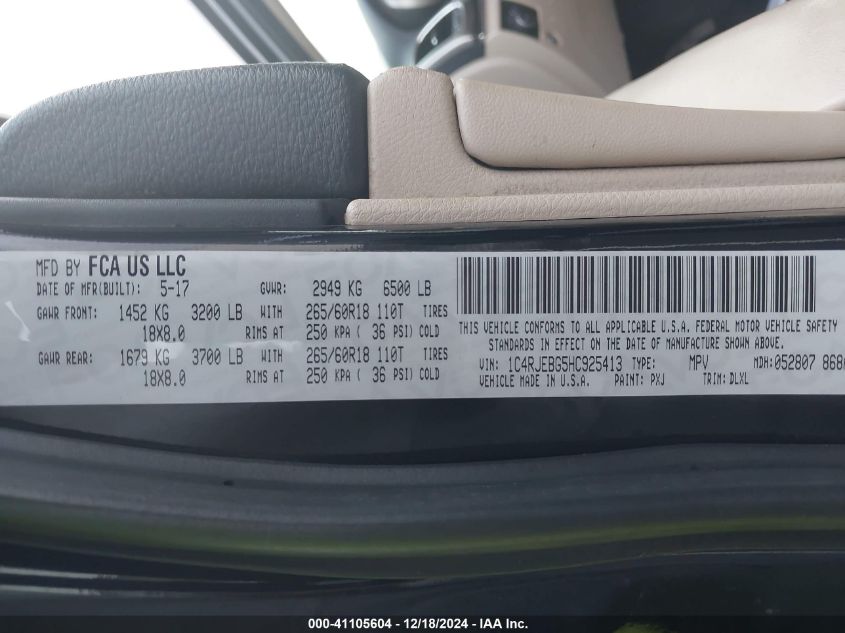 MFD BY FCA US LLC
DATE OF MFR(BUILT): 5-17 GVWR: 2949 KG 6500 LB
GAWR FRONT: 1452 KG 3200 LB WITH 265/60R18 110T TIRES
18X8.0 RIMS AT 250 KPA ( 36 PSI) COLD
GAWR REAR: 1679 KG 3700 LB WITH 265/60R18 110T TIRES
18X8.0 RIMS AT 250 KPA ( 36 PSI) COLD
THIS VEHICLE CONFORMS TO ALL APPLICABLE U.S.A. FEDERAL MOTOR VEHICLE SAFETY
STANDARDS IN EFFECT ON THE DATE OF MANUFACTURE SHOWN ABOVE.
VIN: 1C4RJEBG5HC925413 TYPE: MPV MDH:052807 868
VEHICLE MADE IN U.S.A. PAINT: PXJ TRIM: DLXL
000-41105604 - 12/18/2024 - IAA Inc.